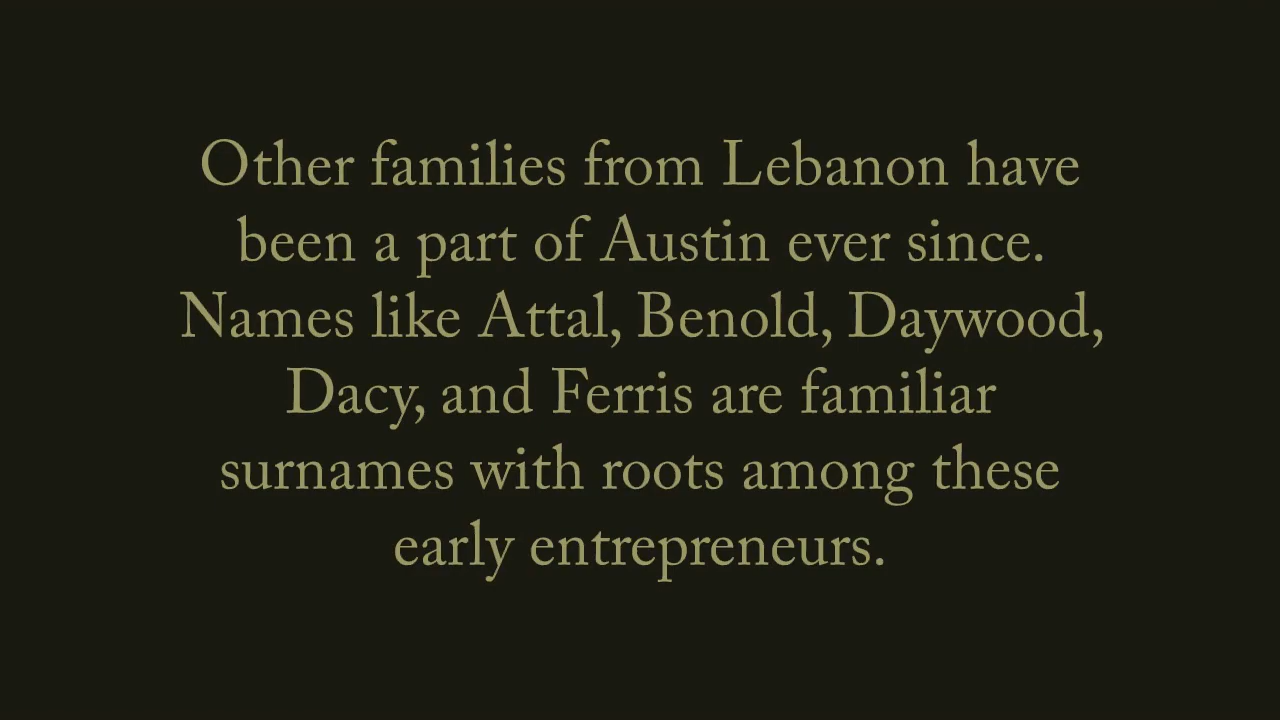 Other families from Lebanon have
been a part of Austin ever since.
Names like Attal, Benold, Daywood,
Dacy, and Ferris are familiar
surnames with roots among these
early entrepreneurs.